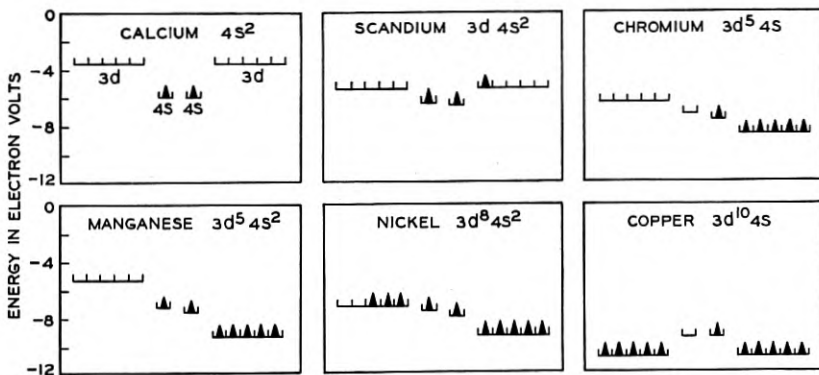 ENERGY IN ELECTRON VOLTS
0
-4
-8
-12
CALCIUM 4S²
3d
3d
4S 4S
SCANDIUM 3d 4S²
CHROMIUM 3d⁵ 4S
0
-4
-8
-12
MANGANESE 3d⁵ 4S²
NICKEL 3d⁸ 4S²
COPPER 3d¹⁰ 4S